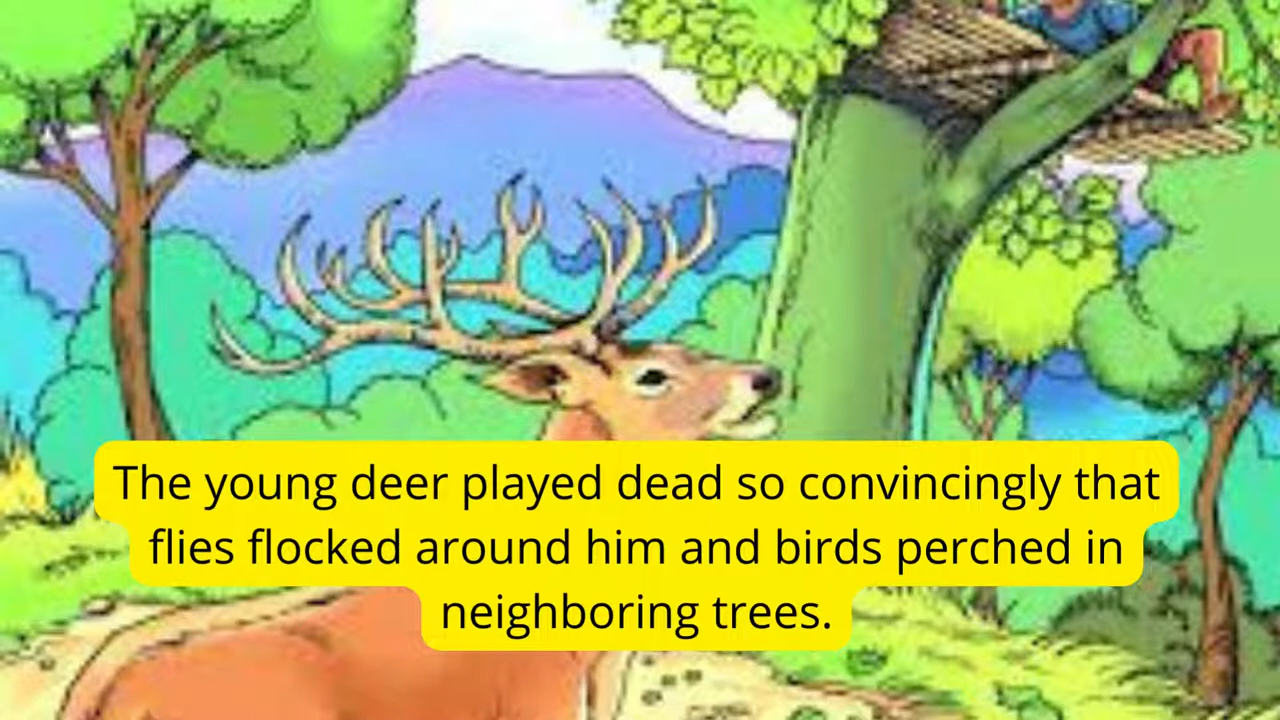 The young deer played dead so convincingly that
flies flocked around him and birds perched in
neighboring trees.